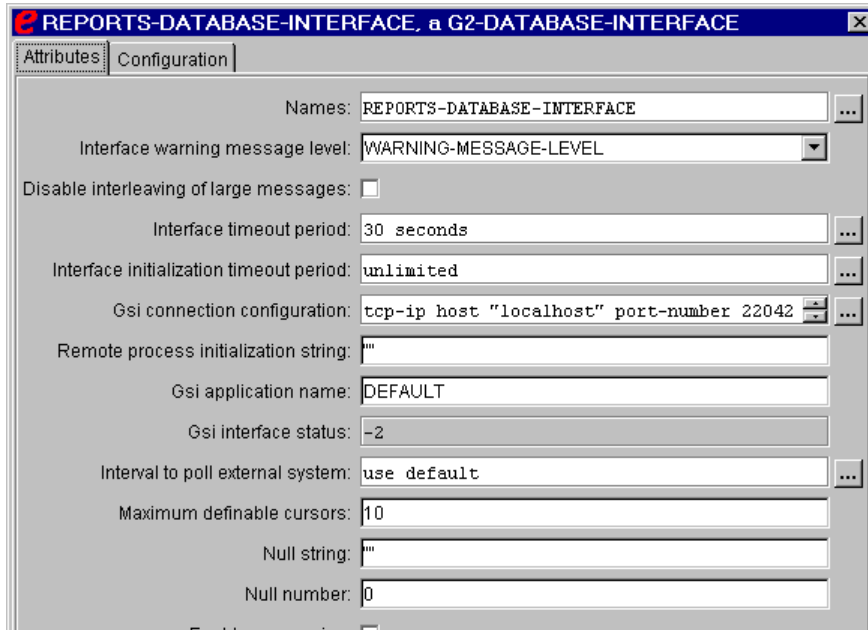 REPORTS-DATABASE-INTERFACE, a G2-DATABASE-INTERFACE
Attributes Configuration
Names: REPORTS-DATABASE-INTERFACE ...
Interface warning message level: WARNING-MESSAGE-LEVEL
Disable interleaving of large messages:
Interface timeout period: 30 seconds ...
Interface initialization timeout period: unlimited ...
Gsi connection configuration: tcp-ip host "localhost" port-number 22042 ...
Remote process initialization string: ""
Gsi application name: DEFAULT
Gsi interface status: -2
Interval to poll external system: use default ...
Maximum definable cursors: 10
Null string: ""
Null number: 0